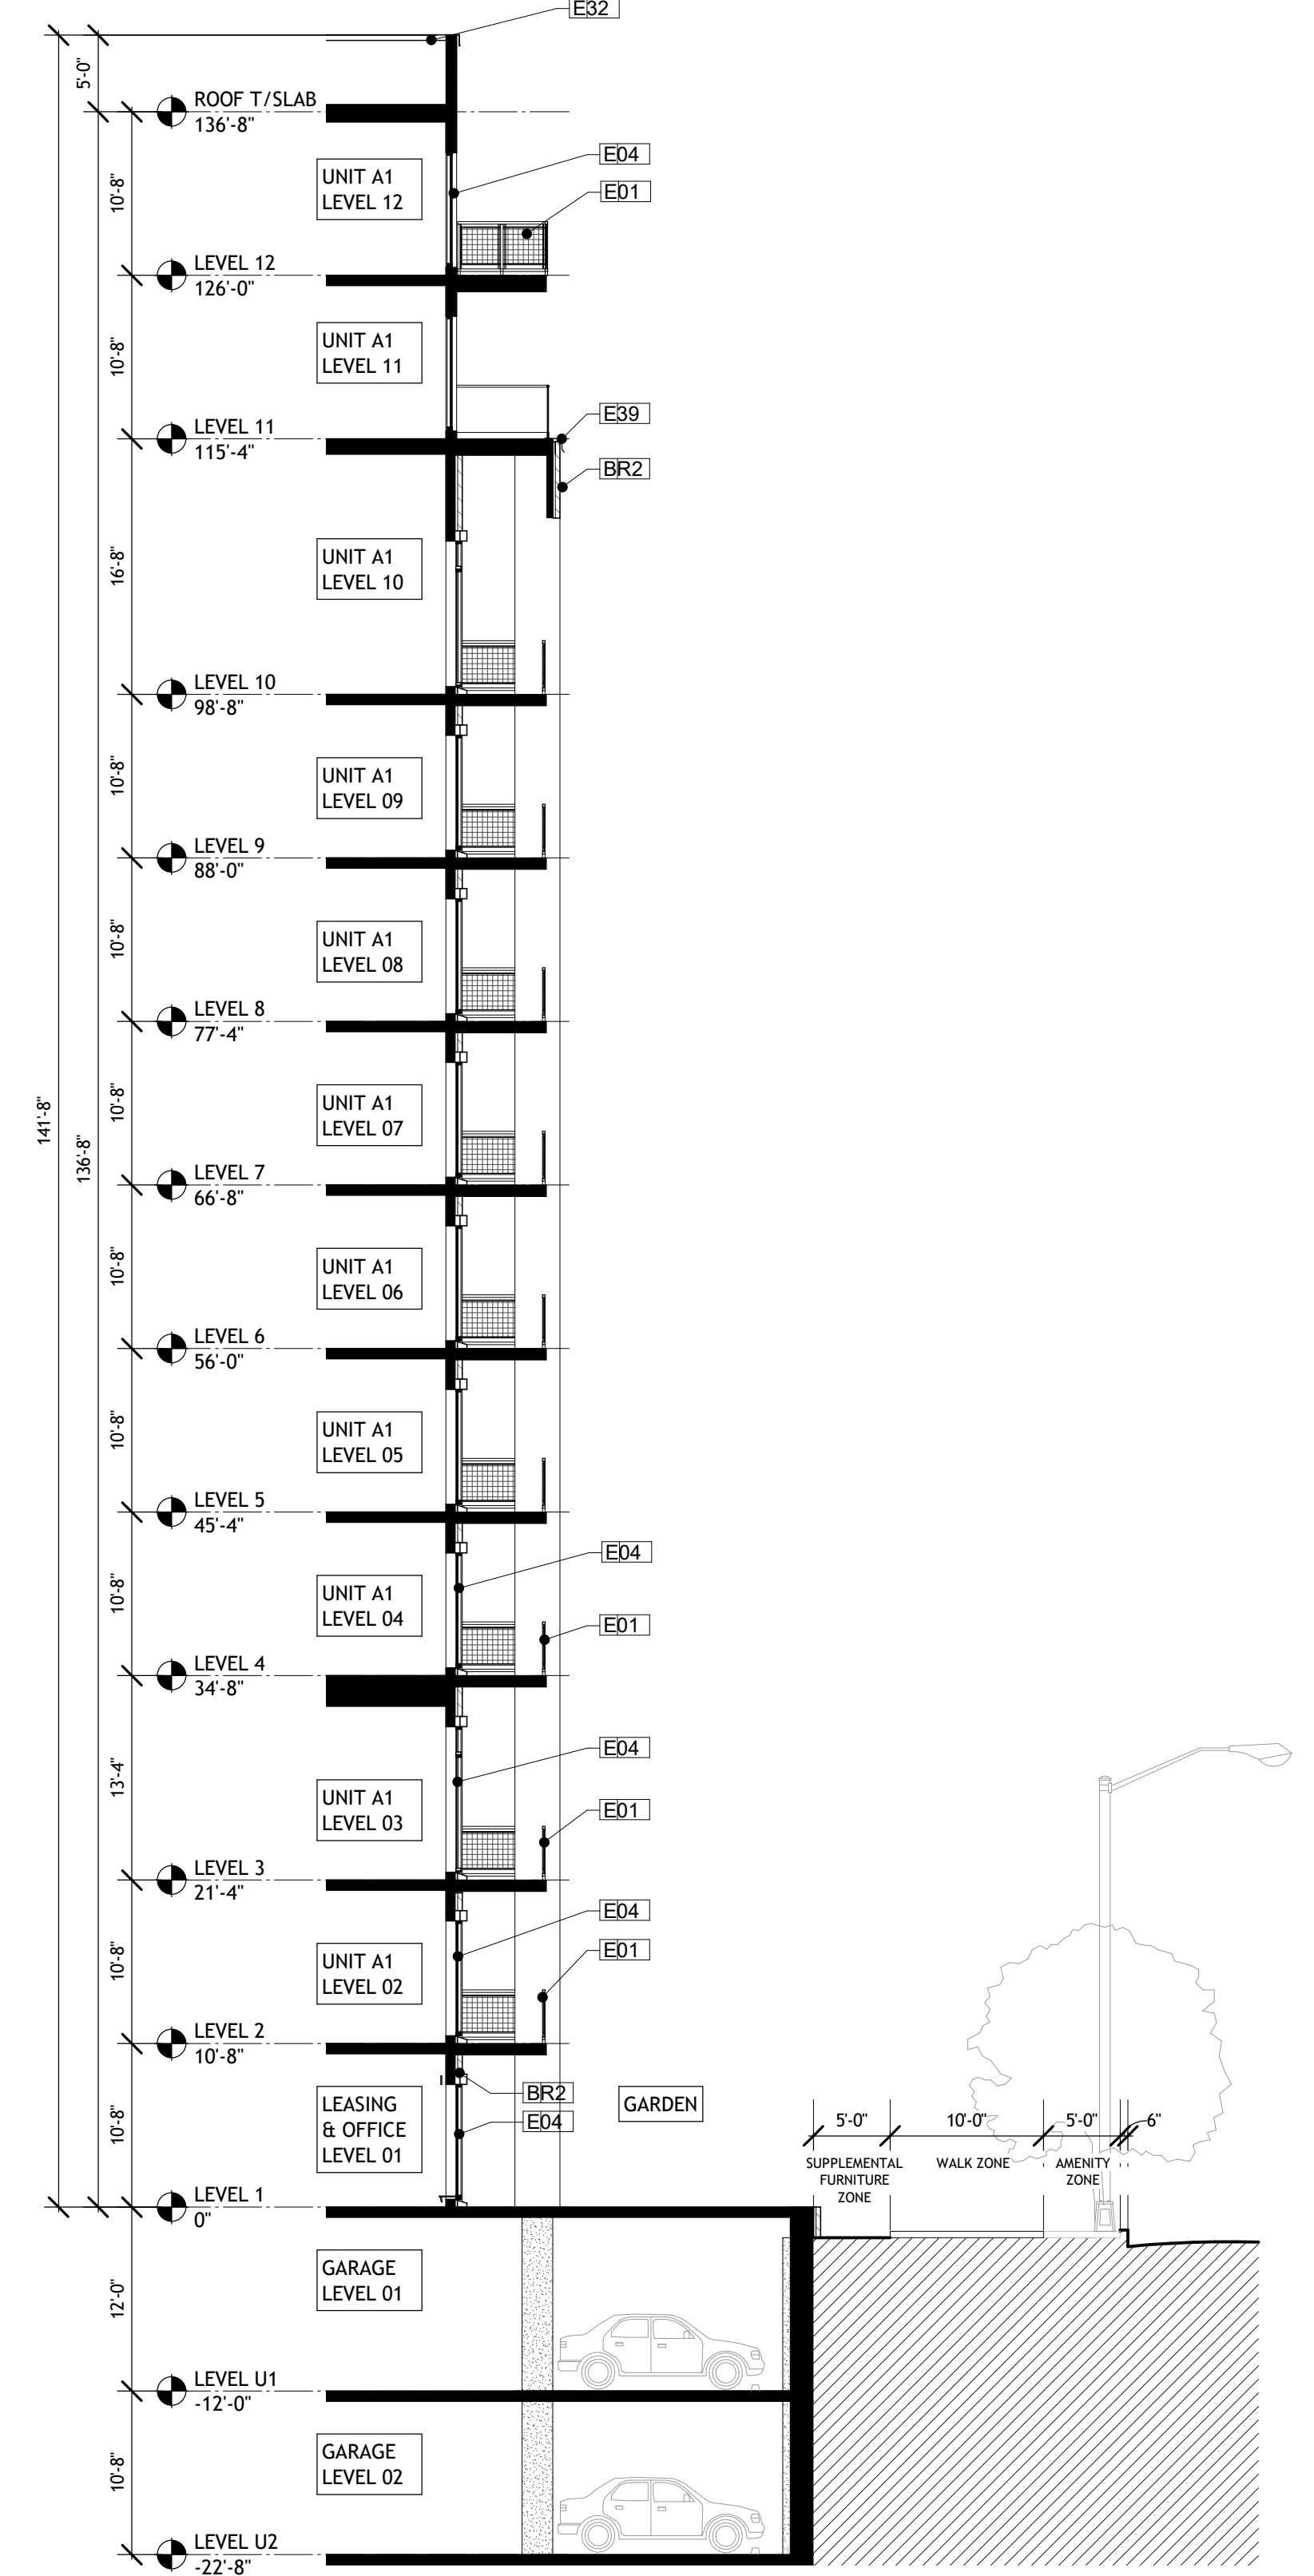 E32
5'-0"
ROOF T/SLAB
136'-8"
E04
UNIT A1
LEVEL 12
10'-8"
E01
LEVEL 12
126'-0"
UNIT A1
LEVEL 11
10'-8"
E39
LEVEL 11
115'-4"
BR2
UNIT A1
LEVEL 10
16'-8"
LEVEL 10
98'-8"
UNIT A1
LEVEL 09
10'-8"
LEVEL 9
88'-0"
UNIT A1
LEVEL 08
10'-8"
LEVEL 8
77'-4"
UNIT A1
LEVEL 07
10'-8"
141'-8"
136'-8"
LEVEL 7
66'-8"
UNIT A1
LEVEL 06
10'-8"
LEVEL 6
56'-0"
UNIT A1
LEVEL 05
10'-8"
LEVEL 5
45'-4"
E04
UNIT A1
LEVEL 04
10'-8"
E01
LEVEL 4
34'-8"
E04
UNIT A1
LEVEL 03
13'-4"
E01
LEVEL 3
21'-4"
E04
E01
UNIT A1
LEVEL 02
10'-8"
LEVEL 2
10'-8"
BR2
E04
LEASING
& OFFICE
LEVEL 01
10'-8"
GARDEN
5'-0"
10'-0"
5'-0"
6"
SUPPLEMENTAL
FURNITURE
ZONE
WALK ZONE
AMENITY
ZONE
LEVEL 1
0"
GARAGE
LEVEL 01
12'-0"
LEVEL U1
-12'-0"
GARAGE
LEVEL 02
10'-8"
LEVEL U2
-22'-8"